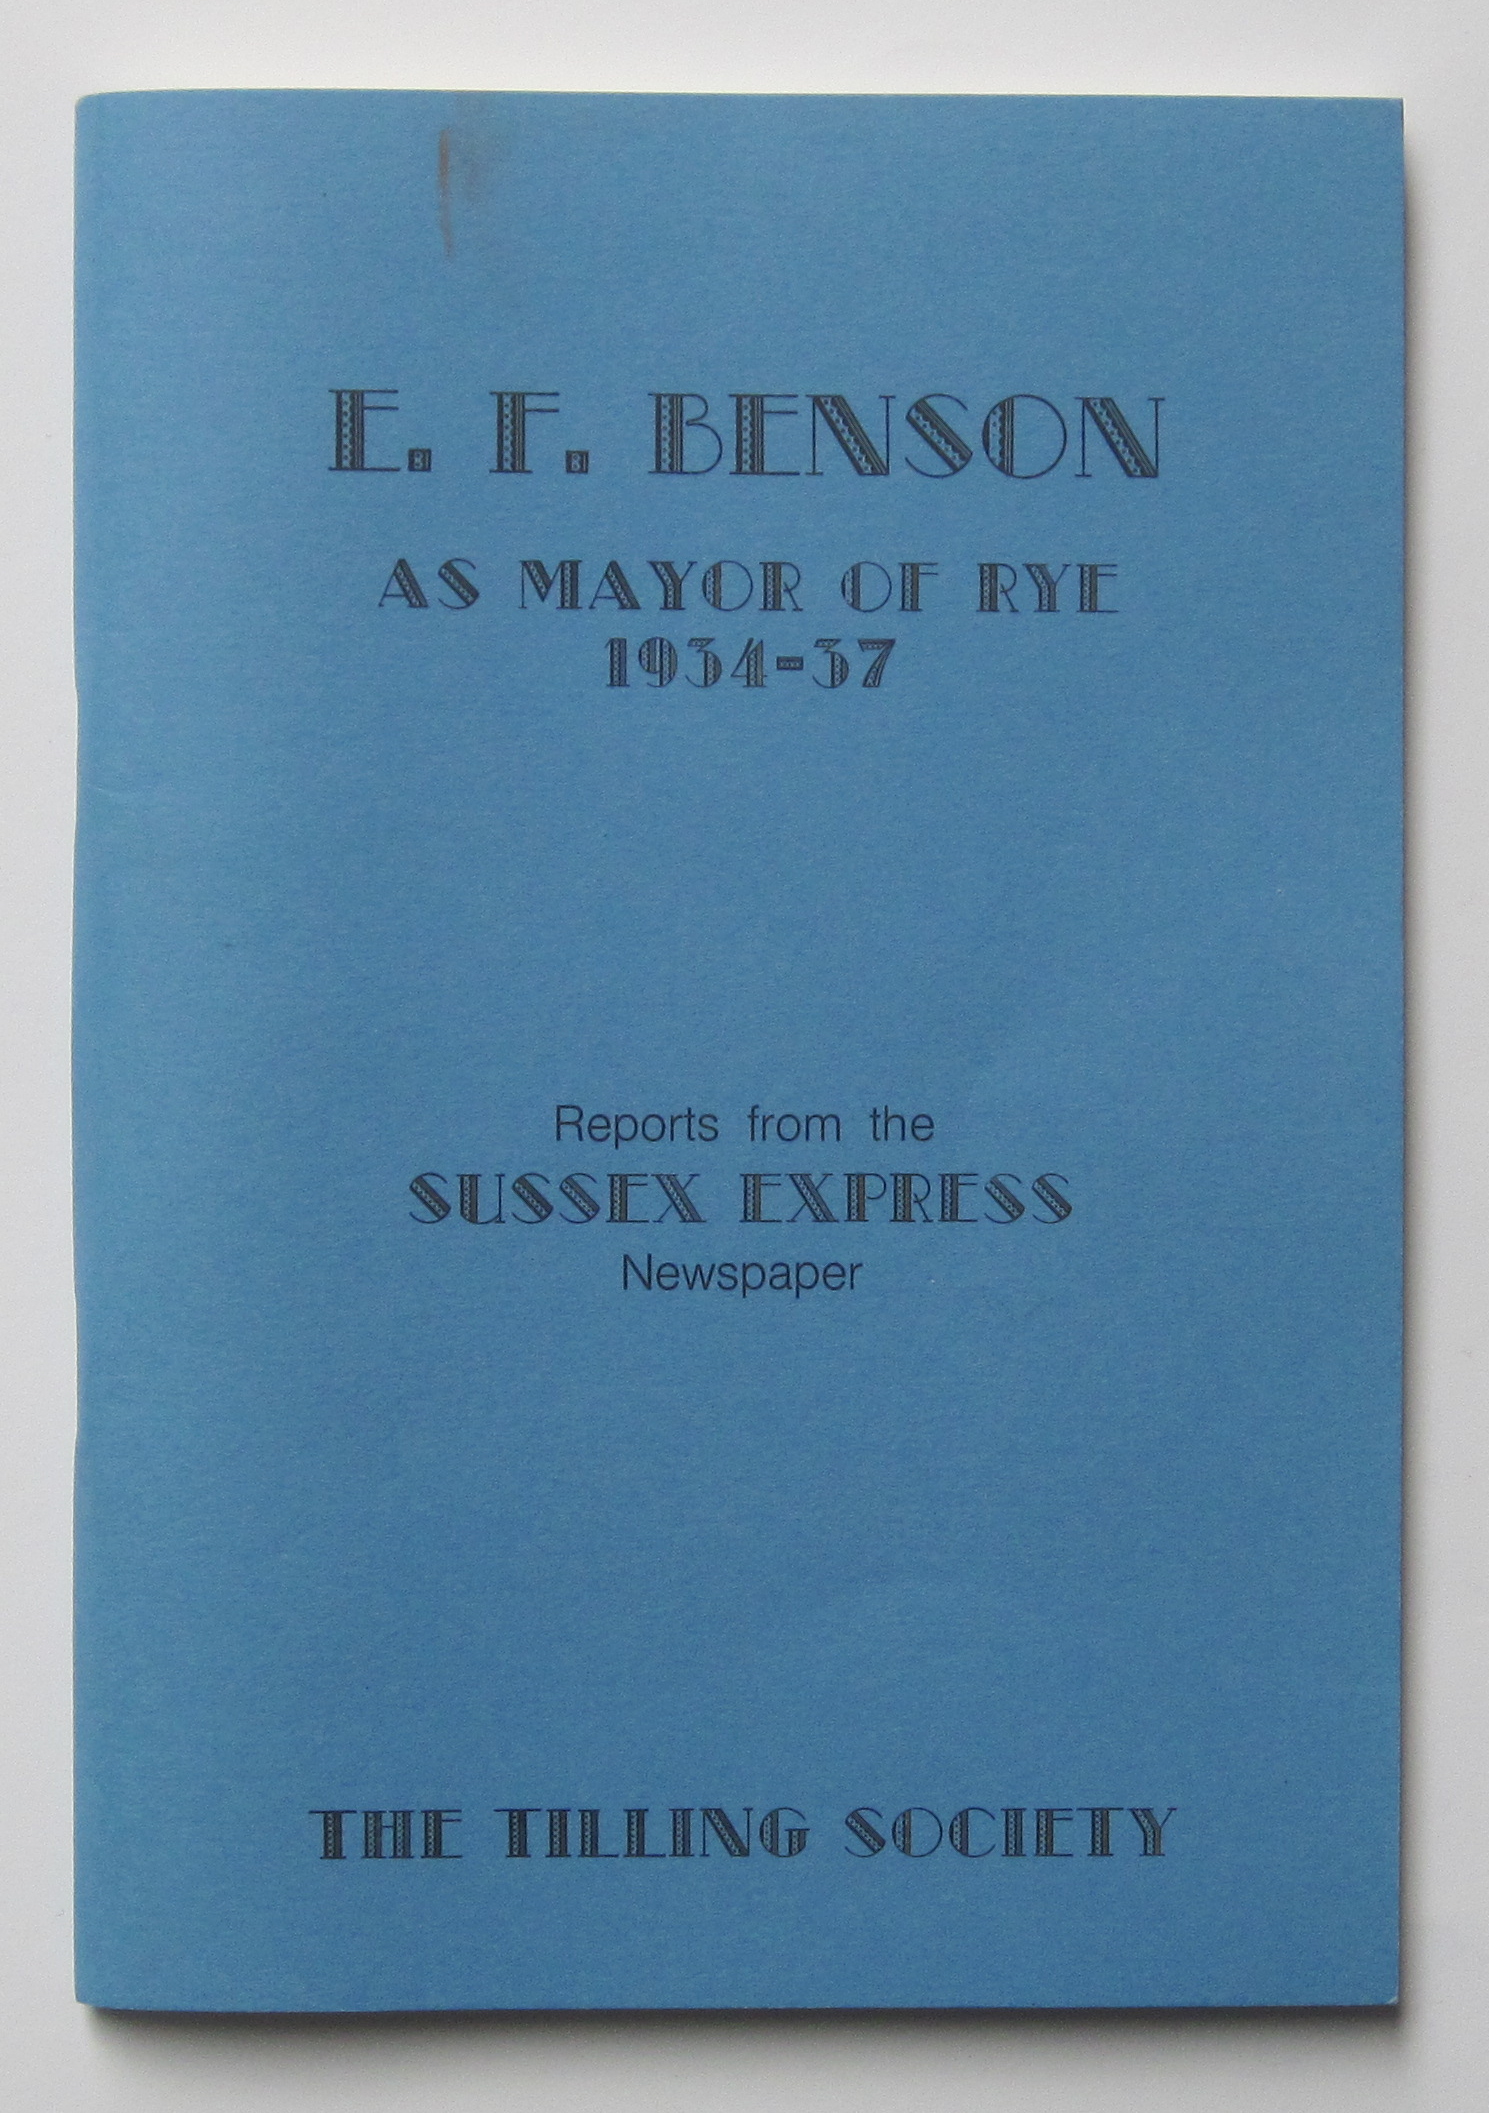 E. F. BENSON
AS MAYOR OF RYE
1934-37
Reports from the
SUSSEX EXPRESS
Newspaper
THE TILLING SOCIETY